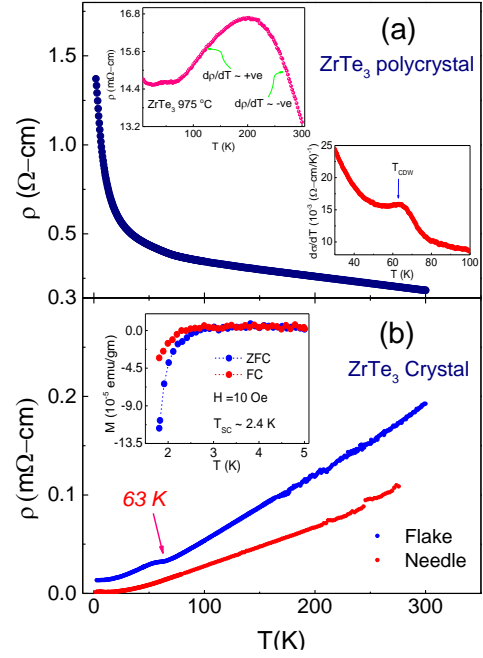 (a)
ZrTe3 polycrystal
ρ (Ω−cm)
1.5
1.0
0.5
0.3
16.8
15.6
14.4
13.2
ρ (mΩ−cm)
dρ/dT ~ +ve
ZrTe3 975 °C
dρ/dT ~ -ve
100 200 300
T (K)
25
20
15
10
dσ/dT (10⁻³ (Ω−cm/K)⁻¹)
TCDW
40 60 80 100
T (K)
(b)
ZrTe3 Crystal
ρ (mΩ−cm)
0.2
0.1
0.0
0.0
-4.5
-9.0
-13.5
M (10⁻⁵ emu/gm)
ZFC
FC
H =10 Oe
TSC ~ 2.4 K
2 3 4 5
T (K)
63 K
Flake
Needle
0 100 200 300
T(K)